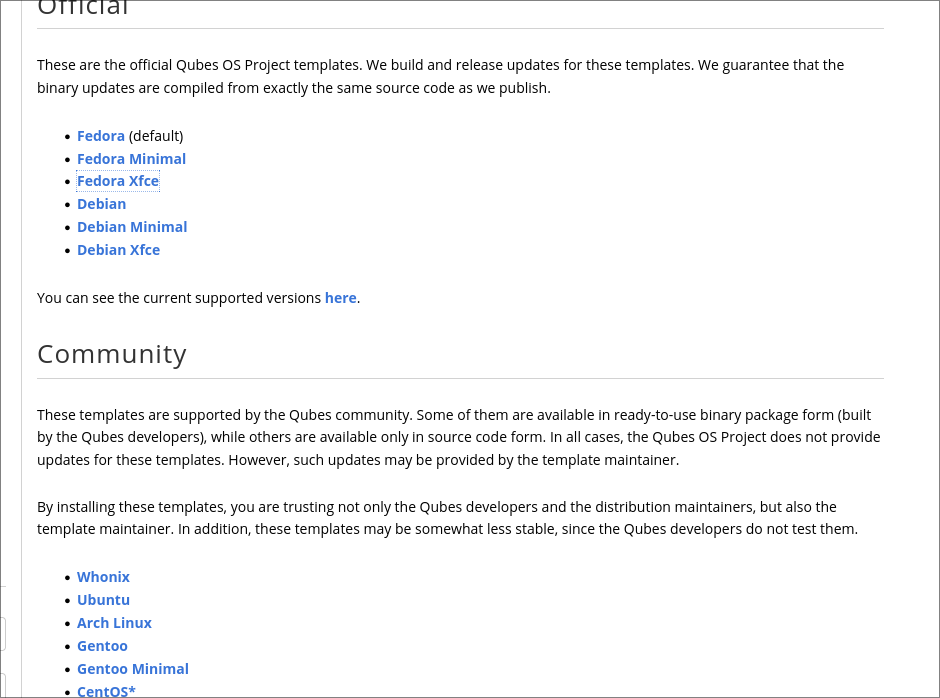 Official
These are the official Qubes OS Project templates. We build and release updates for these templates. We guarantee that the
binary updates are compiled from exactly the same source code as we publish.
• Fedora (default)
• Fedora Minimal
• Fedora Xfce
• Debian
• Debian Minimal
• Debian Xfce
You can see the current supported versions here.
Community
These templates are supported by the Qubes community. Some of them are available in ready-to-use binary package form (built
by the Qubes developers), while others are available only in source code form. In all cases, the Qubes OS Project does not provide
updates for these templates. However, such updates may be provided by the template maintainer.
By installing these templates, you are trusting not only the Qubes developers and the distribution maintainers, but also the
template maintainer. In addition, these templates may be somewhat less stable, since the Qubes developers do not test them.
• Whonix
• Ubuntu
• Arch Linux
• Gentoo
• Gentoo Minimal
• CentOS*